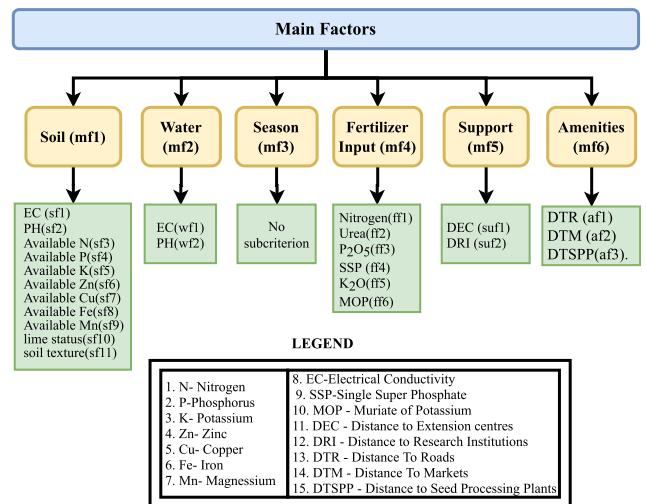 Main Factors
Soil (mf1)
Water
(mf2)
Season
(mf3)
Fertilizer
Input (mf4)
Support
(mf5)
Amenities
(mf6)
EC (sf1)
PH(sf2)
Available N(sf3)
Available P(sf4)
Available K(sf5)
Available Zn(sf6)
Available Cu(sf7)
Available Fe(sf8)
Available Mn(sf9)
lime status(sf10)
soil texture(sf11)
EC(wf1)
PH(wf2)
No
subcriterion
Nitrogen(ff1)
Urea(ff2)
P₂O₅(ff3)
SSP (ff4)
K₂O(ff5)
MOP(ff6)
DEC (suf1)
DRI (suf2)
DTR (af1)
DTM (af2)
DTSPP(af3).
LEGEND
1. N- Nitrogen
2. P-Phosphorus
3. K- Potassium
4. Zn- Zinc
5. Cu- Copper
6. Fe- Iron
7. Mn- Magnessium
8. EC-Electrical Conductivity
9. SSP-Single Super Phosphate
10. MOP - Muriate of Potassium
11. DEC - Distance to Extension centres
12. DRI - Distance to Research Institutions
13. DTR - Distance To Roads
14. DTM - Distance To Markets
15. DTSPP - Distance to Seed Processing Plants